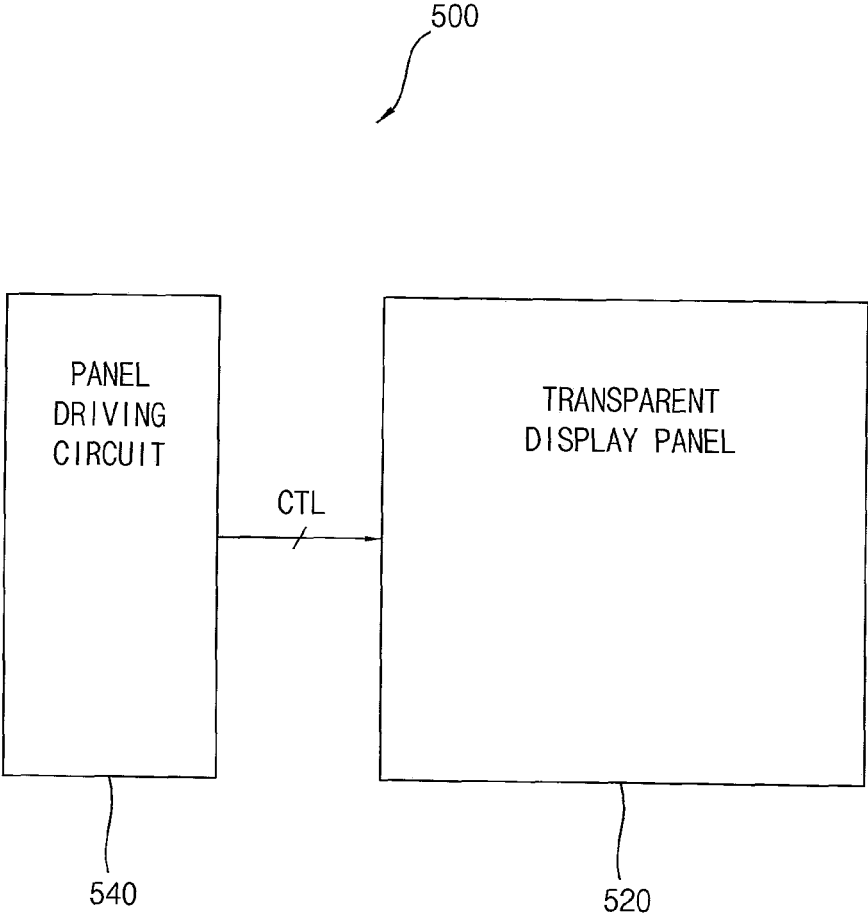 500
PANEL
DRIVING
CIRCUIT
TRANSPARENT
DISPLAY PANEL
CTL
540
520